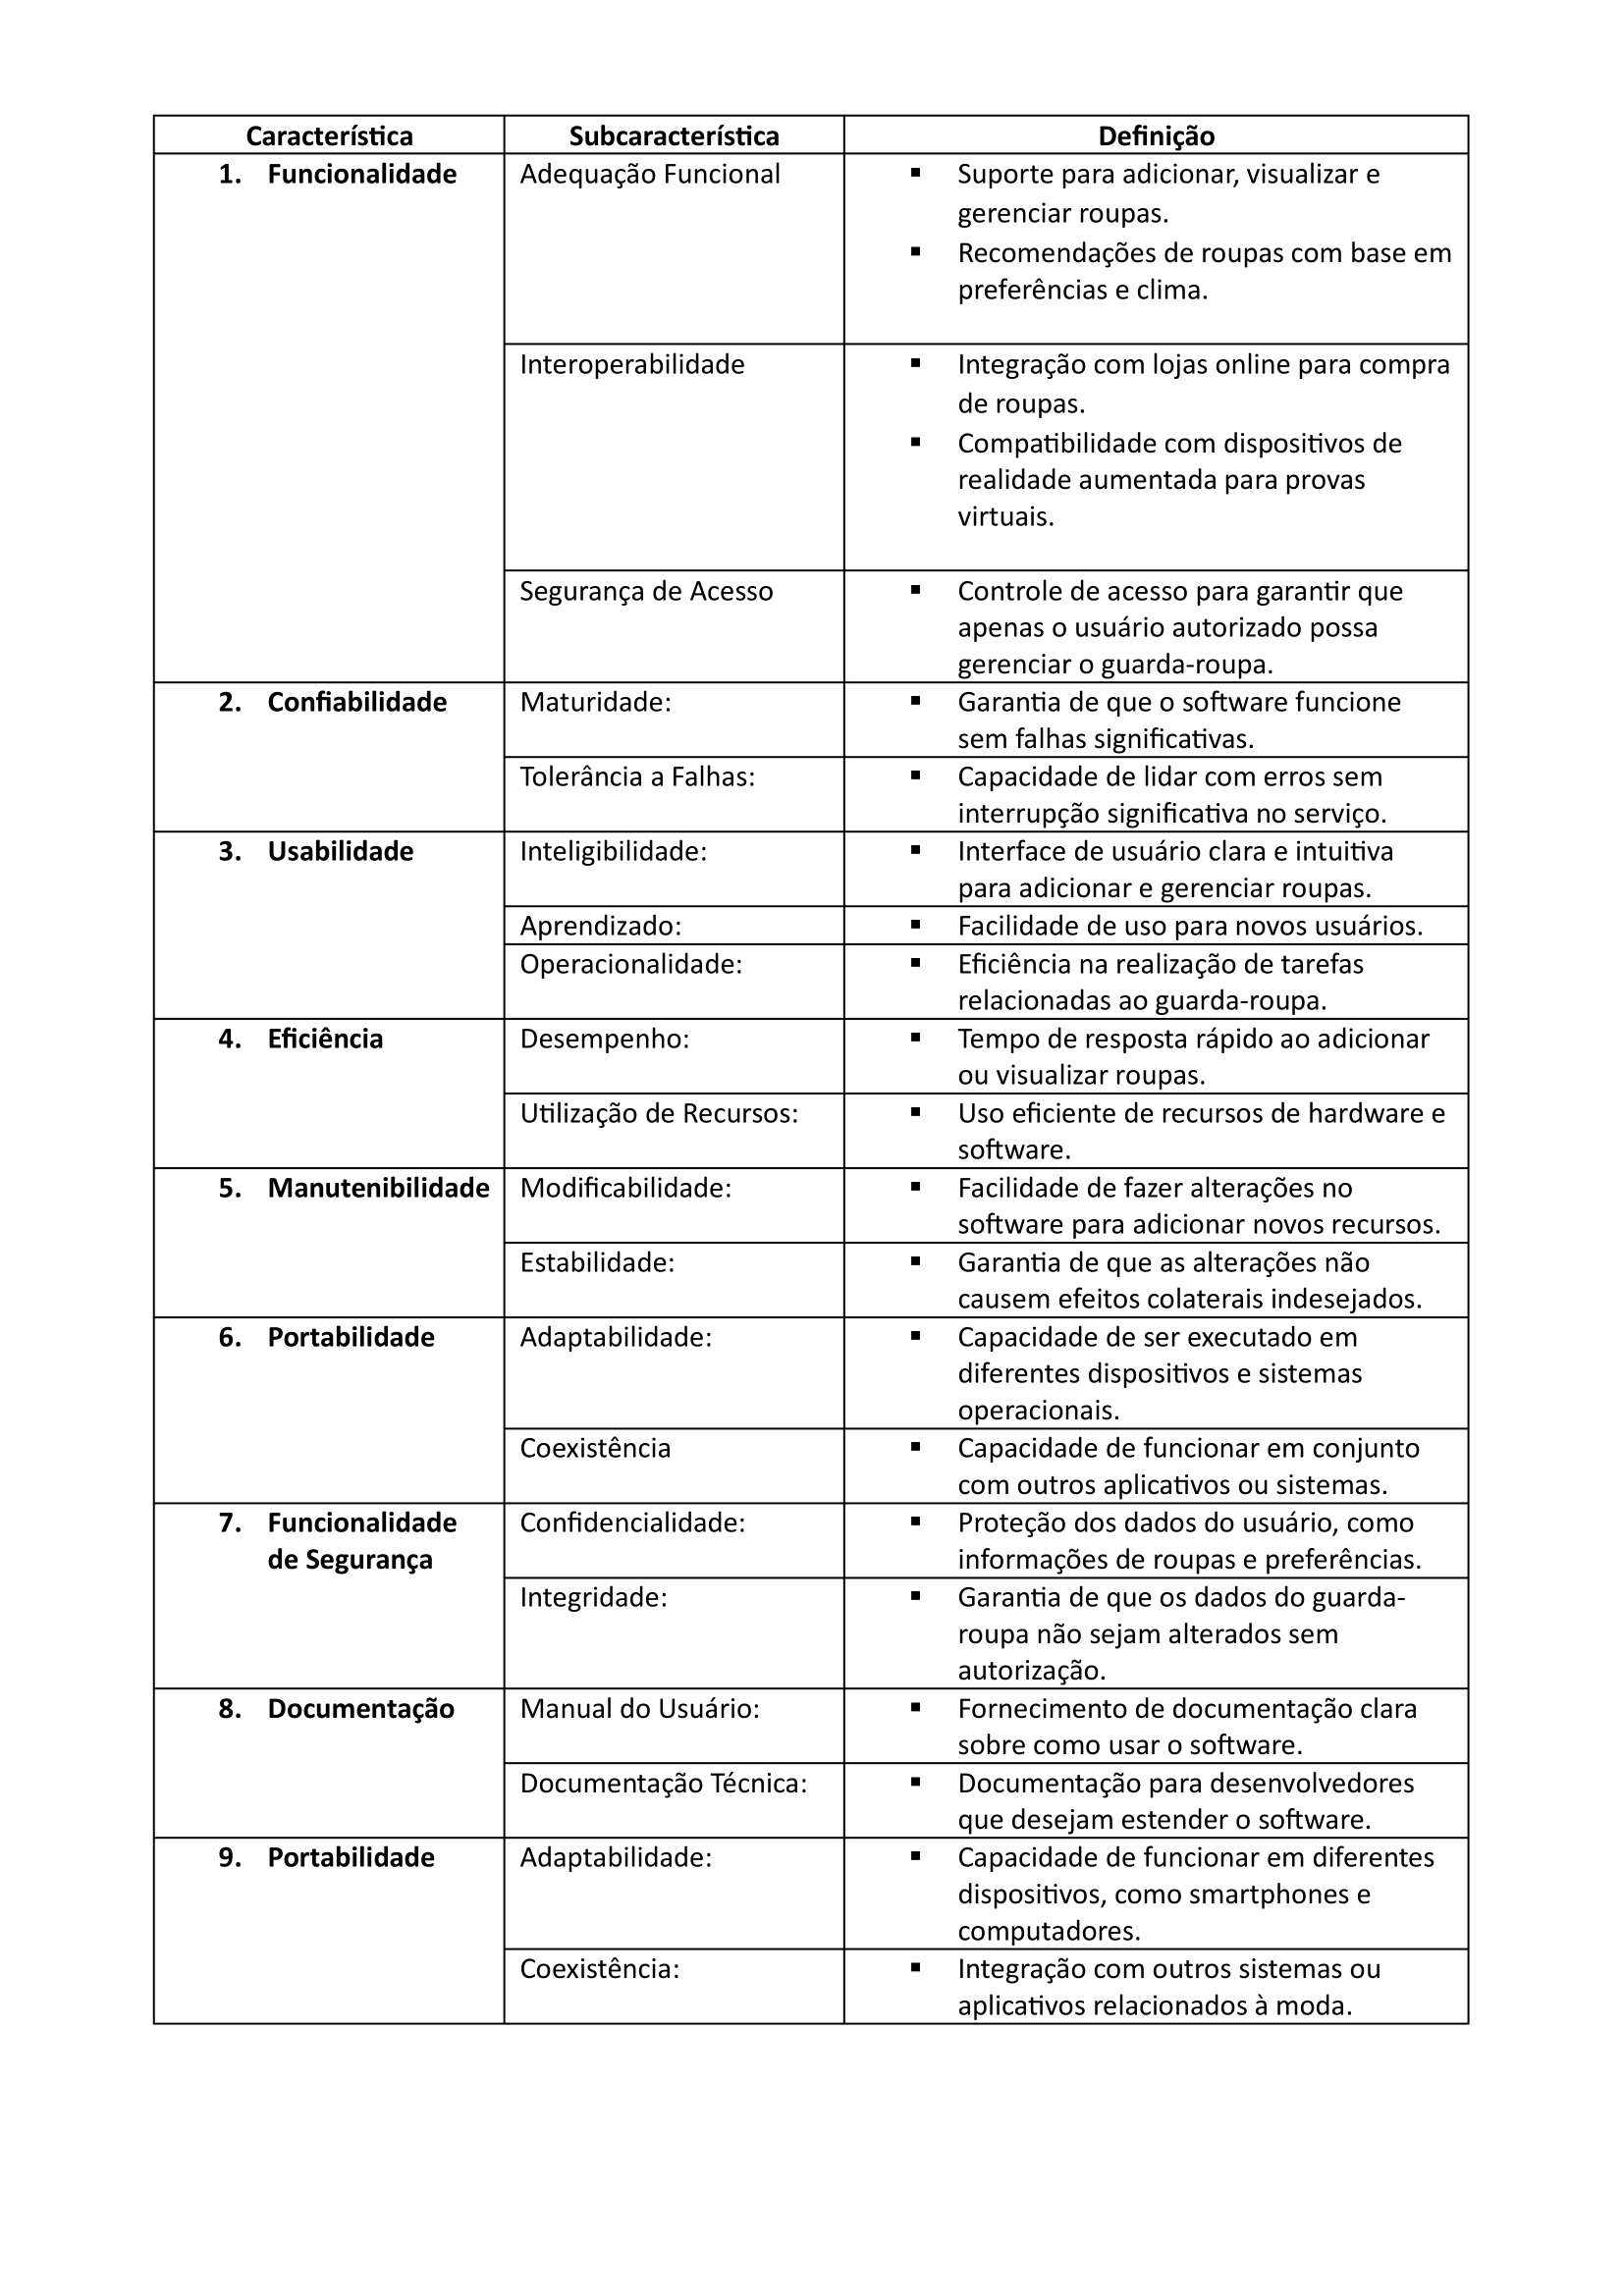 Característica Subcaracterística Definição
1. Funcionalidade Adequação Funcional ▪ Suporte para adicionar, visualizar e
gerenciar roupas.
▪ Recomendações de roupas com base em
preferências e clima.
Interoperabilidade ▪ Integração com lojas online para compra
de roupas.
▪ Compatibilidade com dispositivos de
realidade aumentada para provas
virtuais.
Segurança de Acesso ▪ Controle de acesso para garantir que
apenas o usuário autorizado possa
gerenciar o guarda-roupa.
2. Confiabilidade Maturidade: ▪ Garantia de que o software funcione
sem falhas significativas.
Tolerância a Falhas: ▪ Capacidade de lidar com erros sem
interrupção significativa no serviço.
3. Usabilidade Inteligibilidade: ▪ Interface de usuário clara e intuitiva
para adicionar e gerenciar roupas.
Aprendizado: ▪ Facilidade de uso para novos usuários.
Operacionalidade: ▪ Eficiência na realização de tarefas
relacionadas ao guarda-roupa.
4. Eficiência Desempenho: ▪ Tempo de resposta rápido ao adicionar
ou visualizar roupas.
Utilização de Recursos: ▪ Uso eficiente de recursos de hardware e
software.
5. Manutenibilidade Modificabilidade: ▪ Facilidade de fazer alterações no
software para adicionar novos recursos.
Estabilidade: ▪ Garantia de que as alterações não
causem efeitos colaterais indesejados.
6. Portabilidade Adaptabilidade: ▪ Capacidade de ser executado em
diferentes dispositivos e sistemas
operacionais.
Coexistência ▪ Capacidade de funcionar em conjunto
com outros aplicativos ou sistemas.
7. Funcionalidade Confidencialidade: ▪ Proteção dos dados do usuário, como
de Segurança informações de roupas e preferências.
Integridade: ▪ Garantia de que os dados do guarda-
roupa não sejam alterados sem
autorização.
8. Documentação Manual do Usuário: ▪ Fornecimento de documentação clara
sobre como usar o software.
Documentação Técnica: ▪ Documentação para desenvolvedores
que desejam estender o software.
9. Portabilidade Adaptabilidade: ▪ Capacidade de funcionar em diferentes
dispositivos, como smartphones e
computadores.
Coexistência: ▪ Integração com outros sistemas ou
aplicativos relacionados à moda.